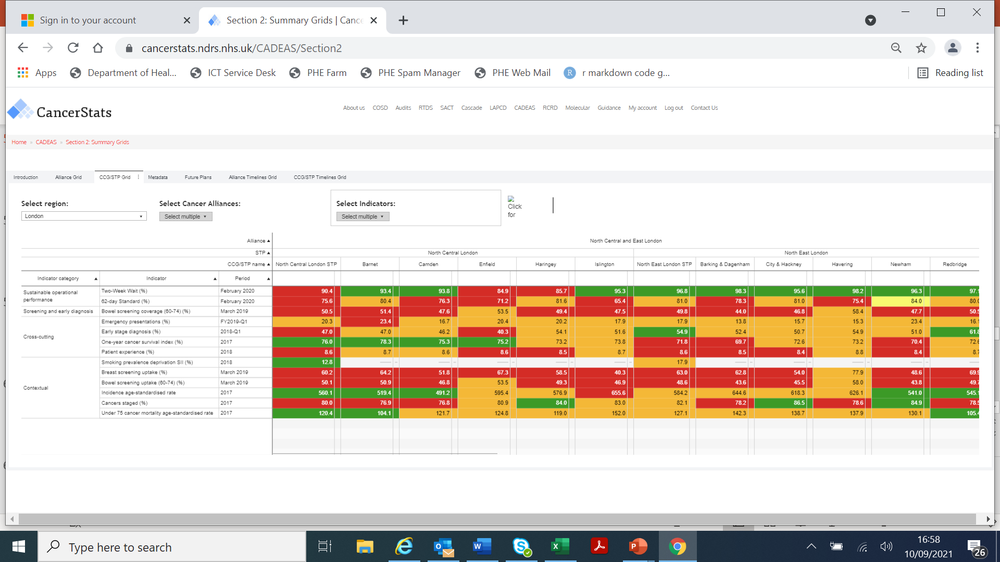 Sign in to your account
Section 2: Summary Grids | Cance
cancerstats.ndrs.nhs.uk/CADEAS/Section2
Apps Department of Heal... ICT Service Desk PHE Farm PHE Spam Manager PHE Web Mail R r markdown code g... Reading list
CancerStats
About us COSD Audits RTDS SACT Cascade LAPCD CADEAS RCRD Molecular Guidance My account Log out Contact Us
Home » CADEAS » Section 2: Summary Grids
Introduction Alliance Grid CCG/STP Grid Metadata Future Plans Alliance Timelines Grid CCG/STP Timelines Grid
Select region: Select Cancer Alliances: Select Indicators:
London Select multiple Select multiple
Click
for
Alliance North Central and East London
STP North Central London North East London
CCG/STP name North Central London STP Barnet Camden Enfield Haringey Islington North East London STP Barking & Dagenham City & Hackney Havering Newham Redbridge
Indicator category Indicator Period
Sustainable operational performance Two-Week Wait (%) February 2020 90.4 93.4 93.8 84.9 85.7 95.3 96.8 98.3 95.6 98.2 96.3 97.1
62-day Standard (%) February 2020 75.6 80.4 76.3 71.2 81.6 65.4 81.0 78.3 81.0 75.4 84.0 80.0
Screening and early diagnosis Bowel screening coverage (60-74) (%) March 2019 50.5 51.4 47.6 53.5 49.4 47.5 49.8 44.0 46.8 58.4 47.7 50.5
Cross-cutting Emergency presentations (%) FY2019-Q1 20.3 23.4 16.7 20.4 20.2 17.9 17.9 13.8 15.7 15.3 23.4 16.1
Early stage diagnosis (%) 2018-Q1 47.0 47.0 46.2 40.3 54.1 51.6 54.9 52.4 50.7 54.9 51.0 61.8
One-year cancer survival index (%) 2017 76.0 78.3 75.3 75.2 73.2 73.8 71.8 69.7 72.6 73.2 70.4 72.6
Patient experience (%) 2018 8.6 8.7 8.6 8.6 8.5 8.7 8.6 8.5 8.4 8.8 8.4 8.7
Contextual Smoking prevalence deprivation SII (%) 2018 12.8 17.9
Breast screening uptake (%) March 2019 60.2 64.2 51.8 67.3 58.5 40.3 63.0 62.8 54.0 77.9 48.6 69.9
Bowel screening uptake (60-74) (%) March 2019 50.1 50.9 46.8 53.5 49.3 46.9 48.6 43.6 45.5 58.0 43.8 49.7
Incidence age-standardised rate 2017 560.1 519.4 491.2 595.4 576.9 655.6 584.2 644.6 618.3 626.1 541.0 545.1
Cancers staged (%) 2017 80.0 76.9 76.8 80.9 84.0 83.0 82.1 78.2 86.5 78.6 84.9 78.5
Under 75 cancer mortality age-standardised rate 2017 120.4 104.1 121.7 124.8 119.0 152.0 127.1 142.3 138.7 137.9 130.1 105.4
Type here to search
16:58
10/09/2021
26